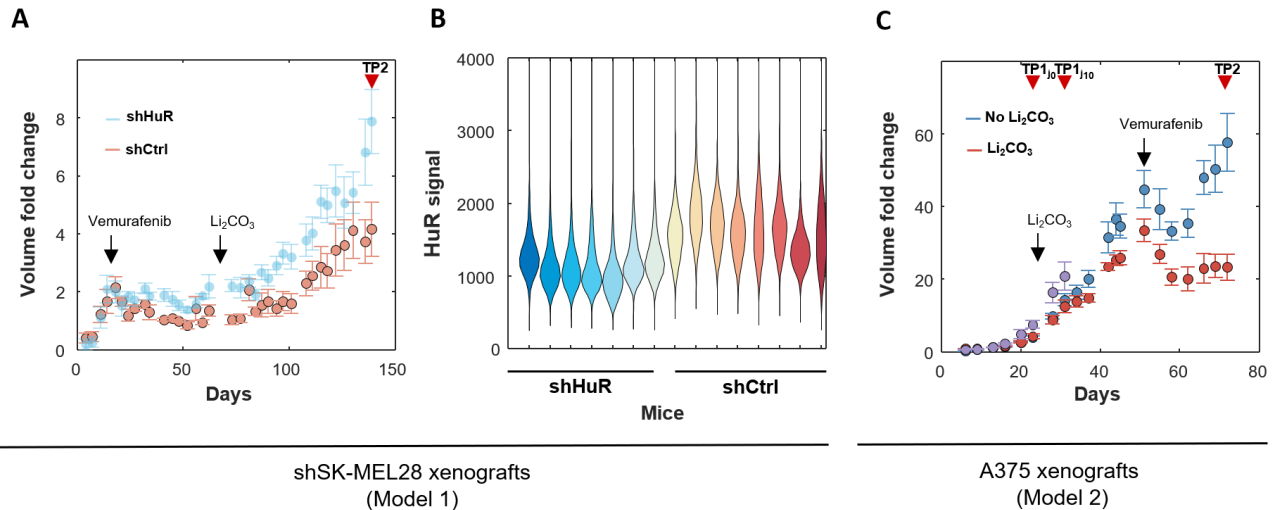 A
B
C
TP2
8
6
4
2
0
Volume fold change
shHuR
shCtrl
Vemurafenib
Li2CO3
0
50
100
150
Days
4000
3000
2000
1000
0
HuR signal
shHuR
shCtrl
Mice
TP1j0 TP1j10
TP2
60
40
20
0
Volume fold change
No Li2CO3
Li2CO3
Vemurafenib
Li2CO3
0
20
40
60
80
Days
shSK-MEL28 xenografts
(Model 1)
A375 xenografts
(Model 2)